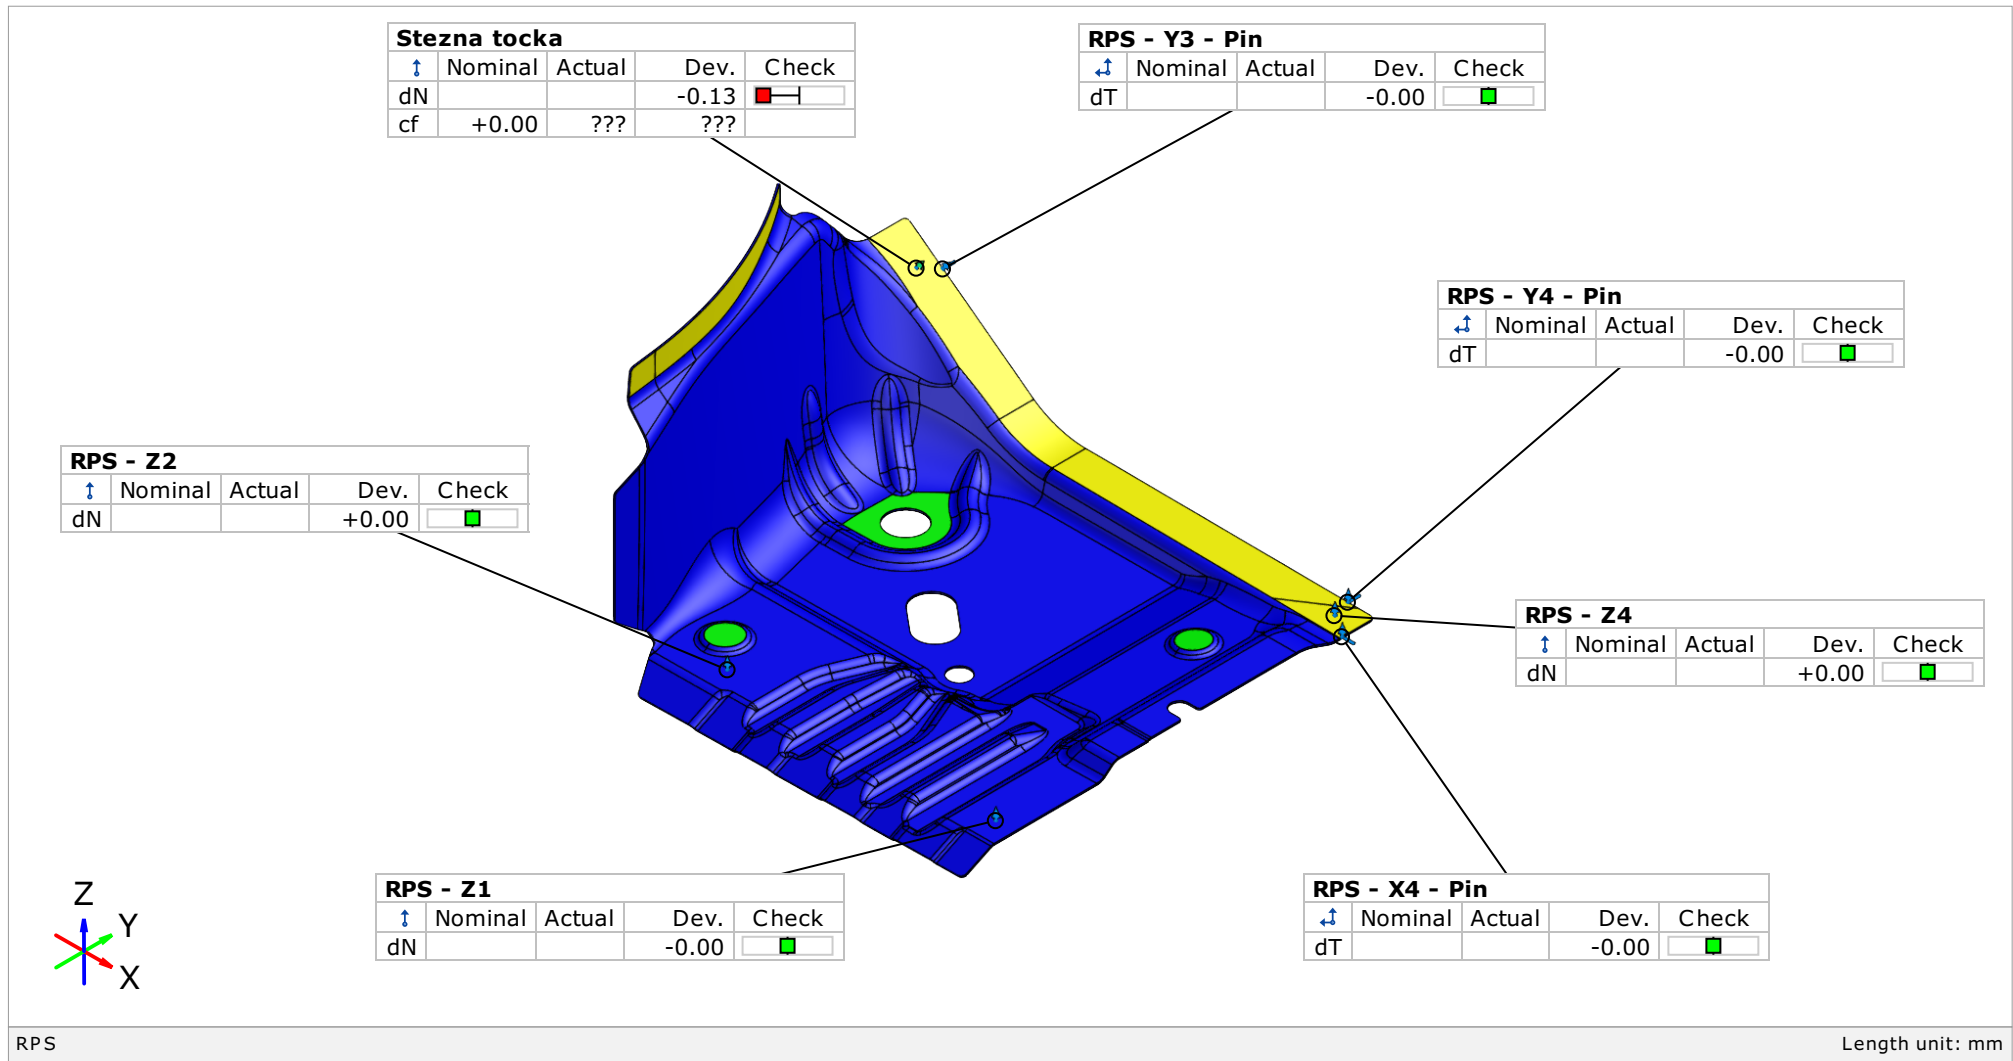 Stezna tocka
Nominal Actual Dev. Check
dN -0.13
cf +0.00 ??? ???
RPS - Y3 - Pin
Nominal Actual Dev. Check
dT -0.00
RPS - Y4 - Pin
Nominal Actual Dev. Check
dT -0.00
RPS - Z2
Nominal Actual Dev. Check
dN +0.00
RPS - Z4
Nominal Actual Dev. Check
dN +0.00
RPS - Z1
Nominal Actual Dev. Check
dN -0.00
RPS - X4 - Pin
Nominal Actual Dev. Check
dT -0.00
Z
Y
X
RPS Length unit: mm